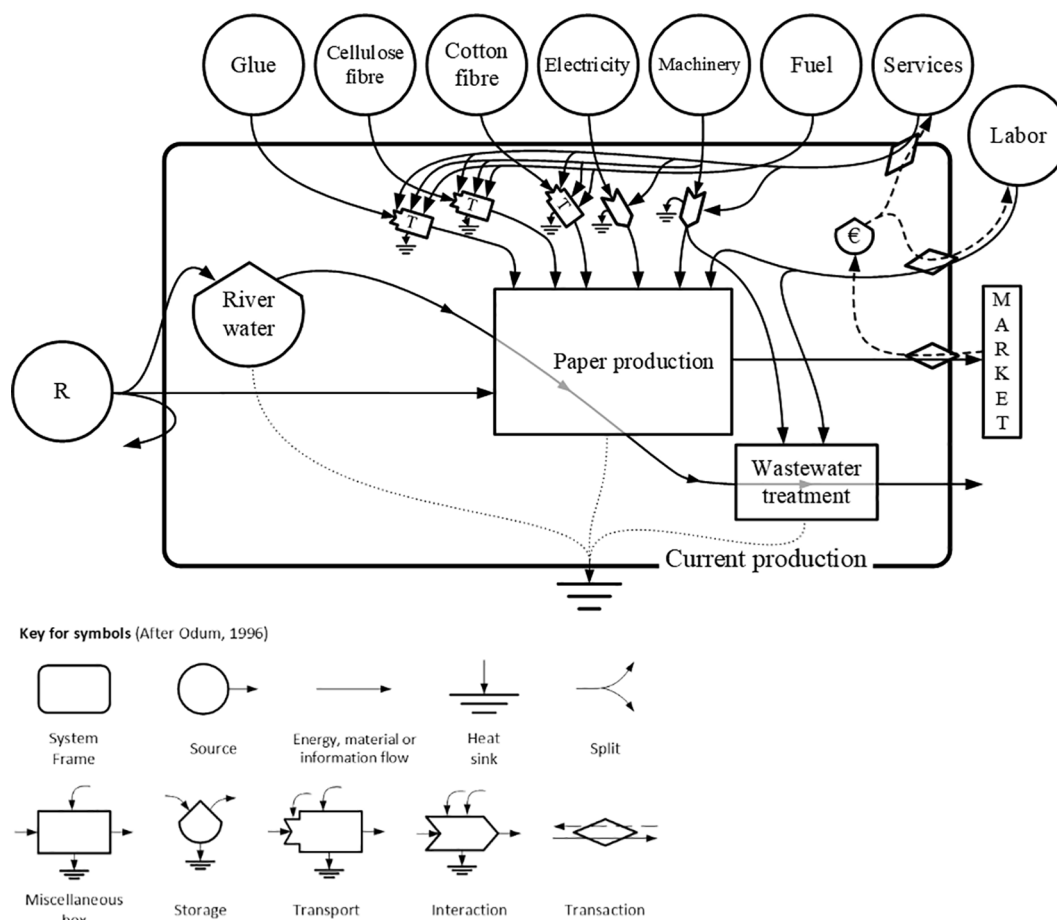 Glue
Cellulose
fibre
Cotton
fibre
Electricity
Machinery
Fuel
Services
Labor
T
T
T
€
River
water
R
Paper production
MARKET
Wastewater
treatment
Current production
Key for symbols (After Odum, 1996)
System
Frame
Source
Energy, material or
information flow
Heat
sink
Split
Miscellaneous
Storage
Transport
Interaction
Transaction